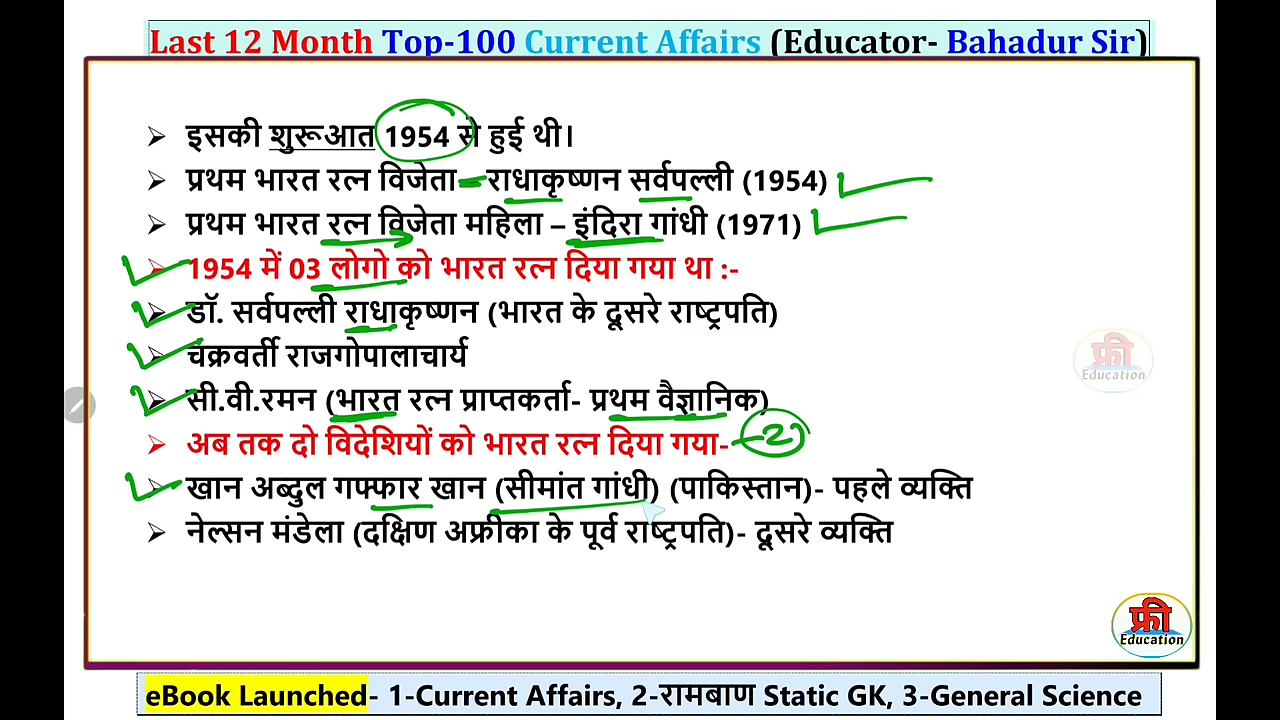 Last 12 Month Top-100 Current Affairs (Educator- Bahadur Sir)
➢ इसकी शुरूआत 1954 से हुई थी।
➢ प्रथम भारत रत्न विजेता – राधाकृष्णन सर्वपल्ली (1954)
➢ प्रथम भारत रत्न विजेता महिला – इंदिरा गांधी (1971)
➢ 1954 में 03 लोगो को भारत रत्न दिया गया था :-
➢ डॉ. सर्वपल्ली राधाकृष्णन (भारत के दूसरे राष्ट्रपति)
➢ चक्रवर्ती राजगोपालाचार्य
➢ सी.वी.रमन (भारत रत्न प्राप्तकर्ता- प्रथम वैज्ञानिक)
➢ अब तक दो विदेशियों को भारत रत्न दिया गया- 2
➢ खान अब्दुल गफ्फार खान (सीमांत गांधी) (पाकिस्तान)- पहले व्यक्ति
➢ नेल्सन मंडेला (दक्षिण अफ्रीका के पूर्व राष्ट्रपति)- दूसरे व्यक्ति
फ्री
Education
फ्री
Education
eBook Launched- 1-Current Affairs, 2-रामबाण Static GK, 3-General Science